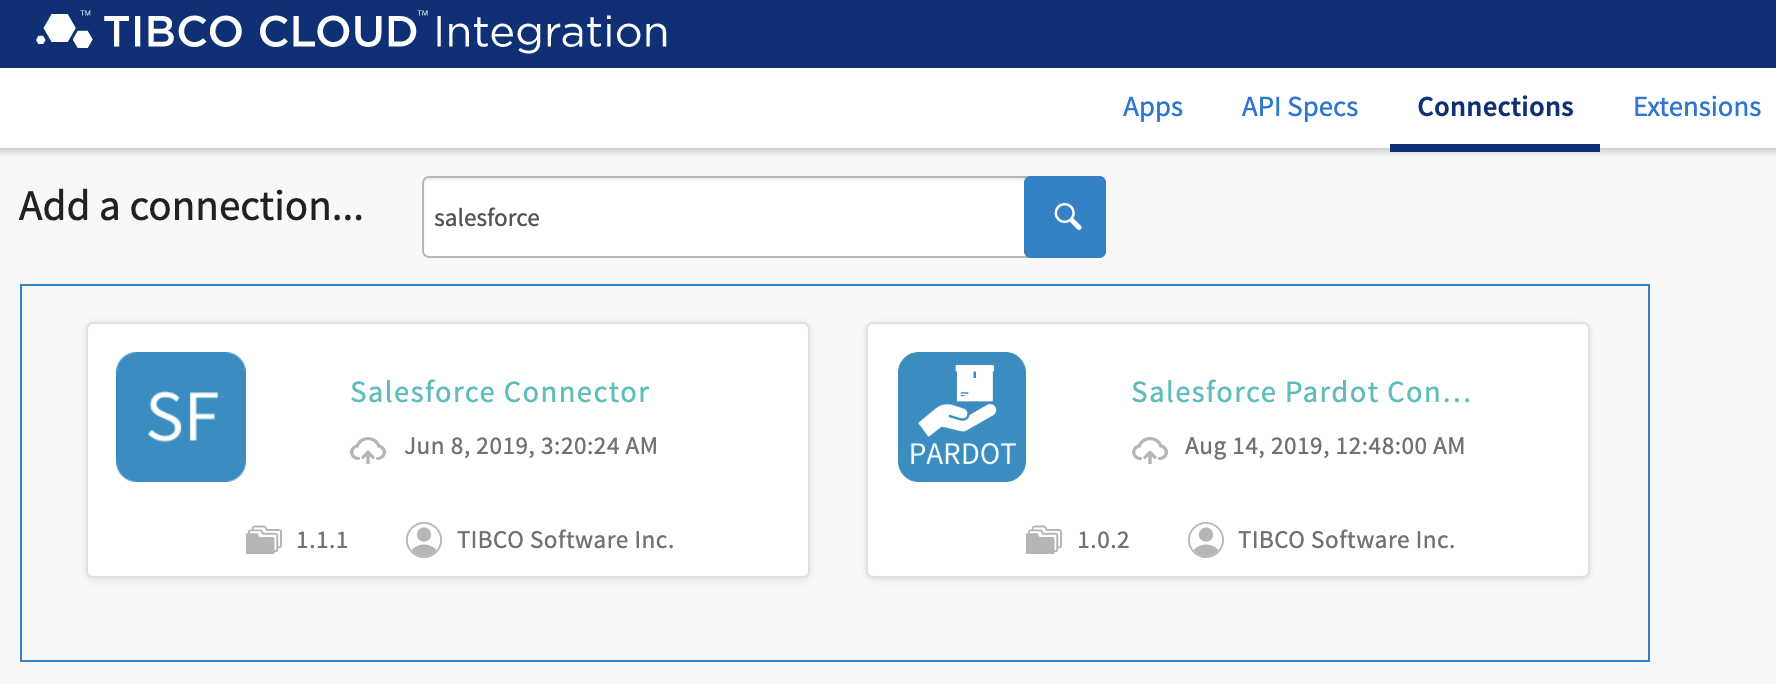 TIBCO CLOUD™ Integration
Apps API Specs Connections Extensions
Add a connection...
salesforce
SF
Salesforce Connector
Jun 8, 2019, 3:20:24 AM
1.1.1 TIBCO Software Inc.
PARDOT
Salesforce Pardot Con...
Aug 14, 2019, 12:48:00 AM
1.0.2 TIBCO Software Inc.